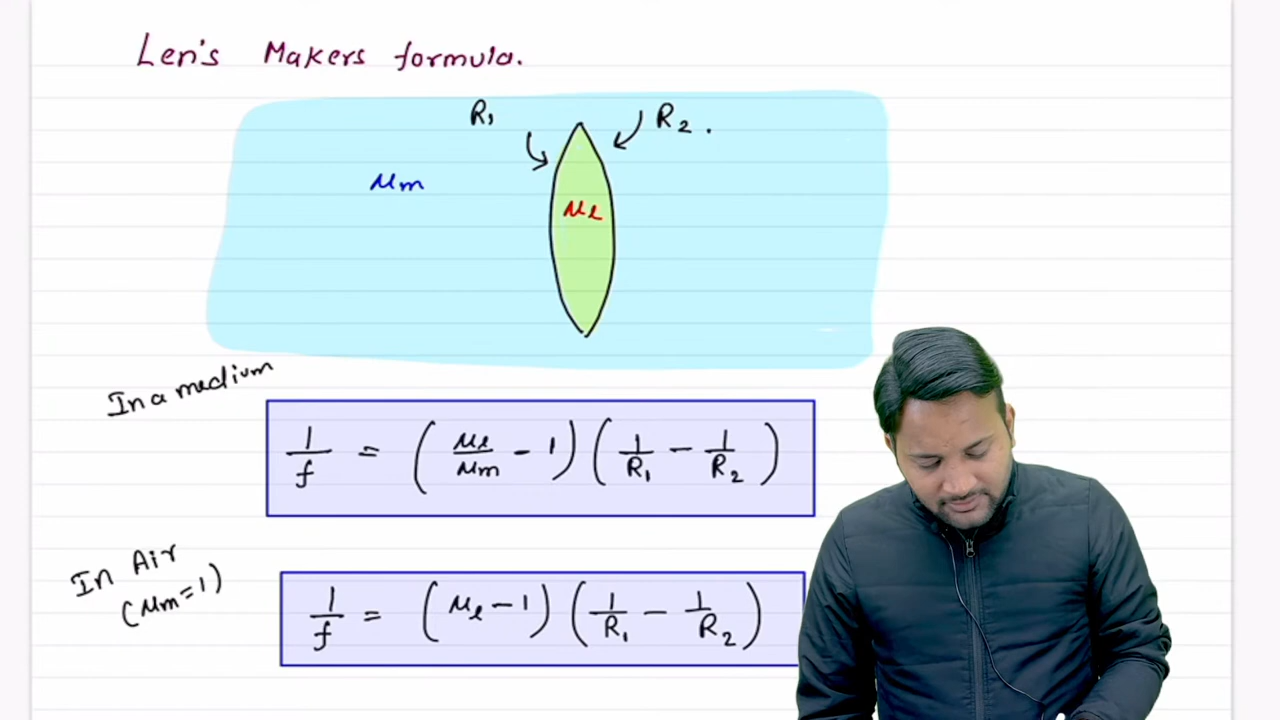 Len's Makers formula.
R₁ R₂ .
μm
μl
In a medium
1/f = (μl/μm - 1) (1/R₁ - 1/R₂)
In Air
(μm = 1)
1/f = (μl - 1) (1/R₁ - 1/R₂)